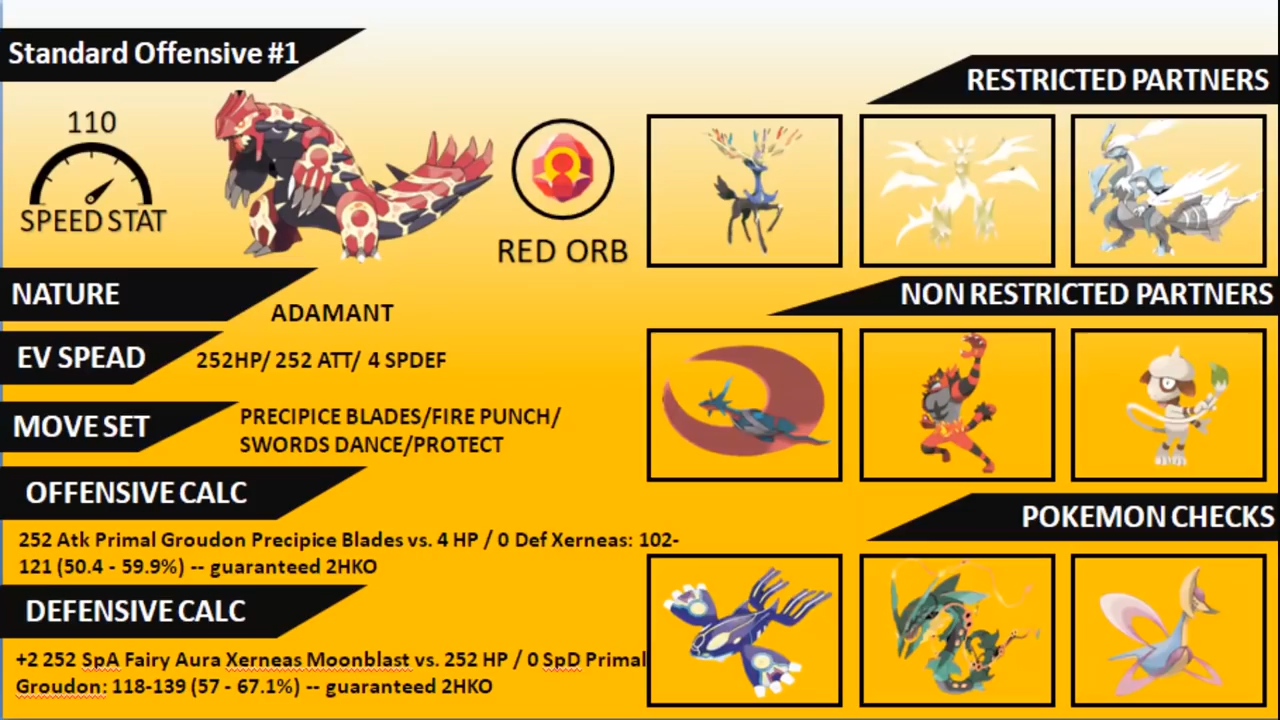 Standard Offensive #1
110
SPEED STAT
RED ORB
NATURE
ADAMANT
EV SPEAD
252HP/ 252 ATT/ 4 SPDEF
MOVE SET
PRECIPICE BLADES/FIRE PUNCH/
SWORDS DANCE/PROTECT
OFFENSIVE CALC
252 Atk Primal Groudon Precipice Blades vs. 4 HP / 0 Def Xerneas: 102-
121 (50.4 - 59.9%) -- guaranteed 2HKO
DEFENSIVE CALC
+2 252 SpA Fairy Aura Xerneas Moonblast vs. 252 HP / 0 SpD Primal
Groudon: 118-139 (57 - 67.1%) -- guaranteed 2HKO
RESTRICTED PARTNERS
NON RESTRICTED PARTNERS
POKEMON CHECKS